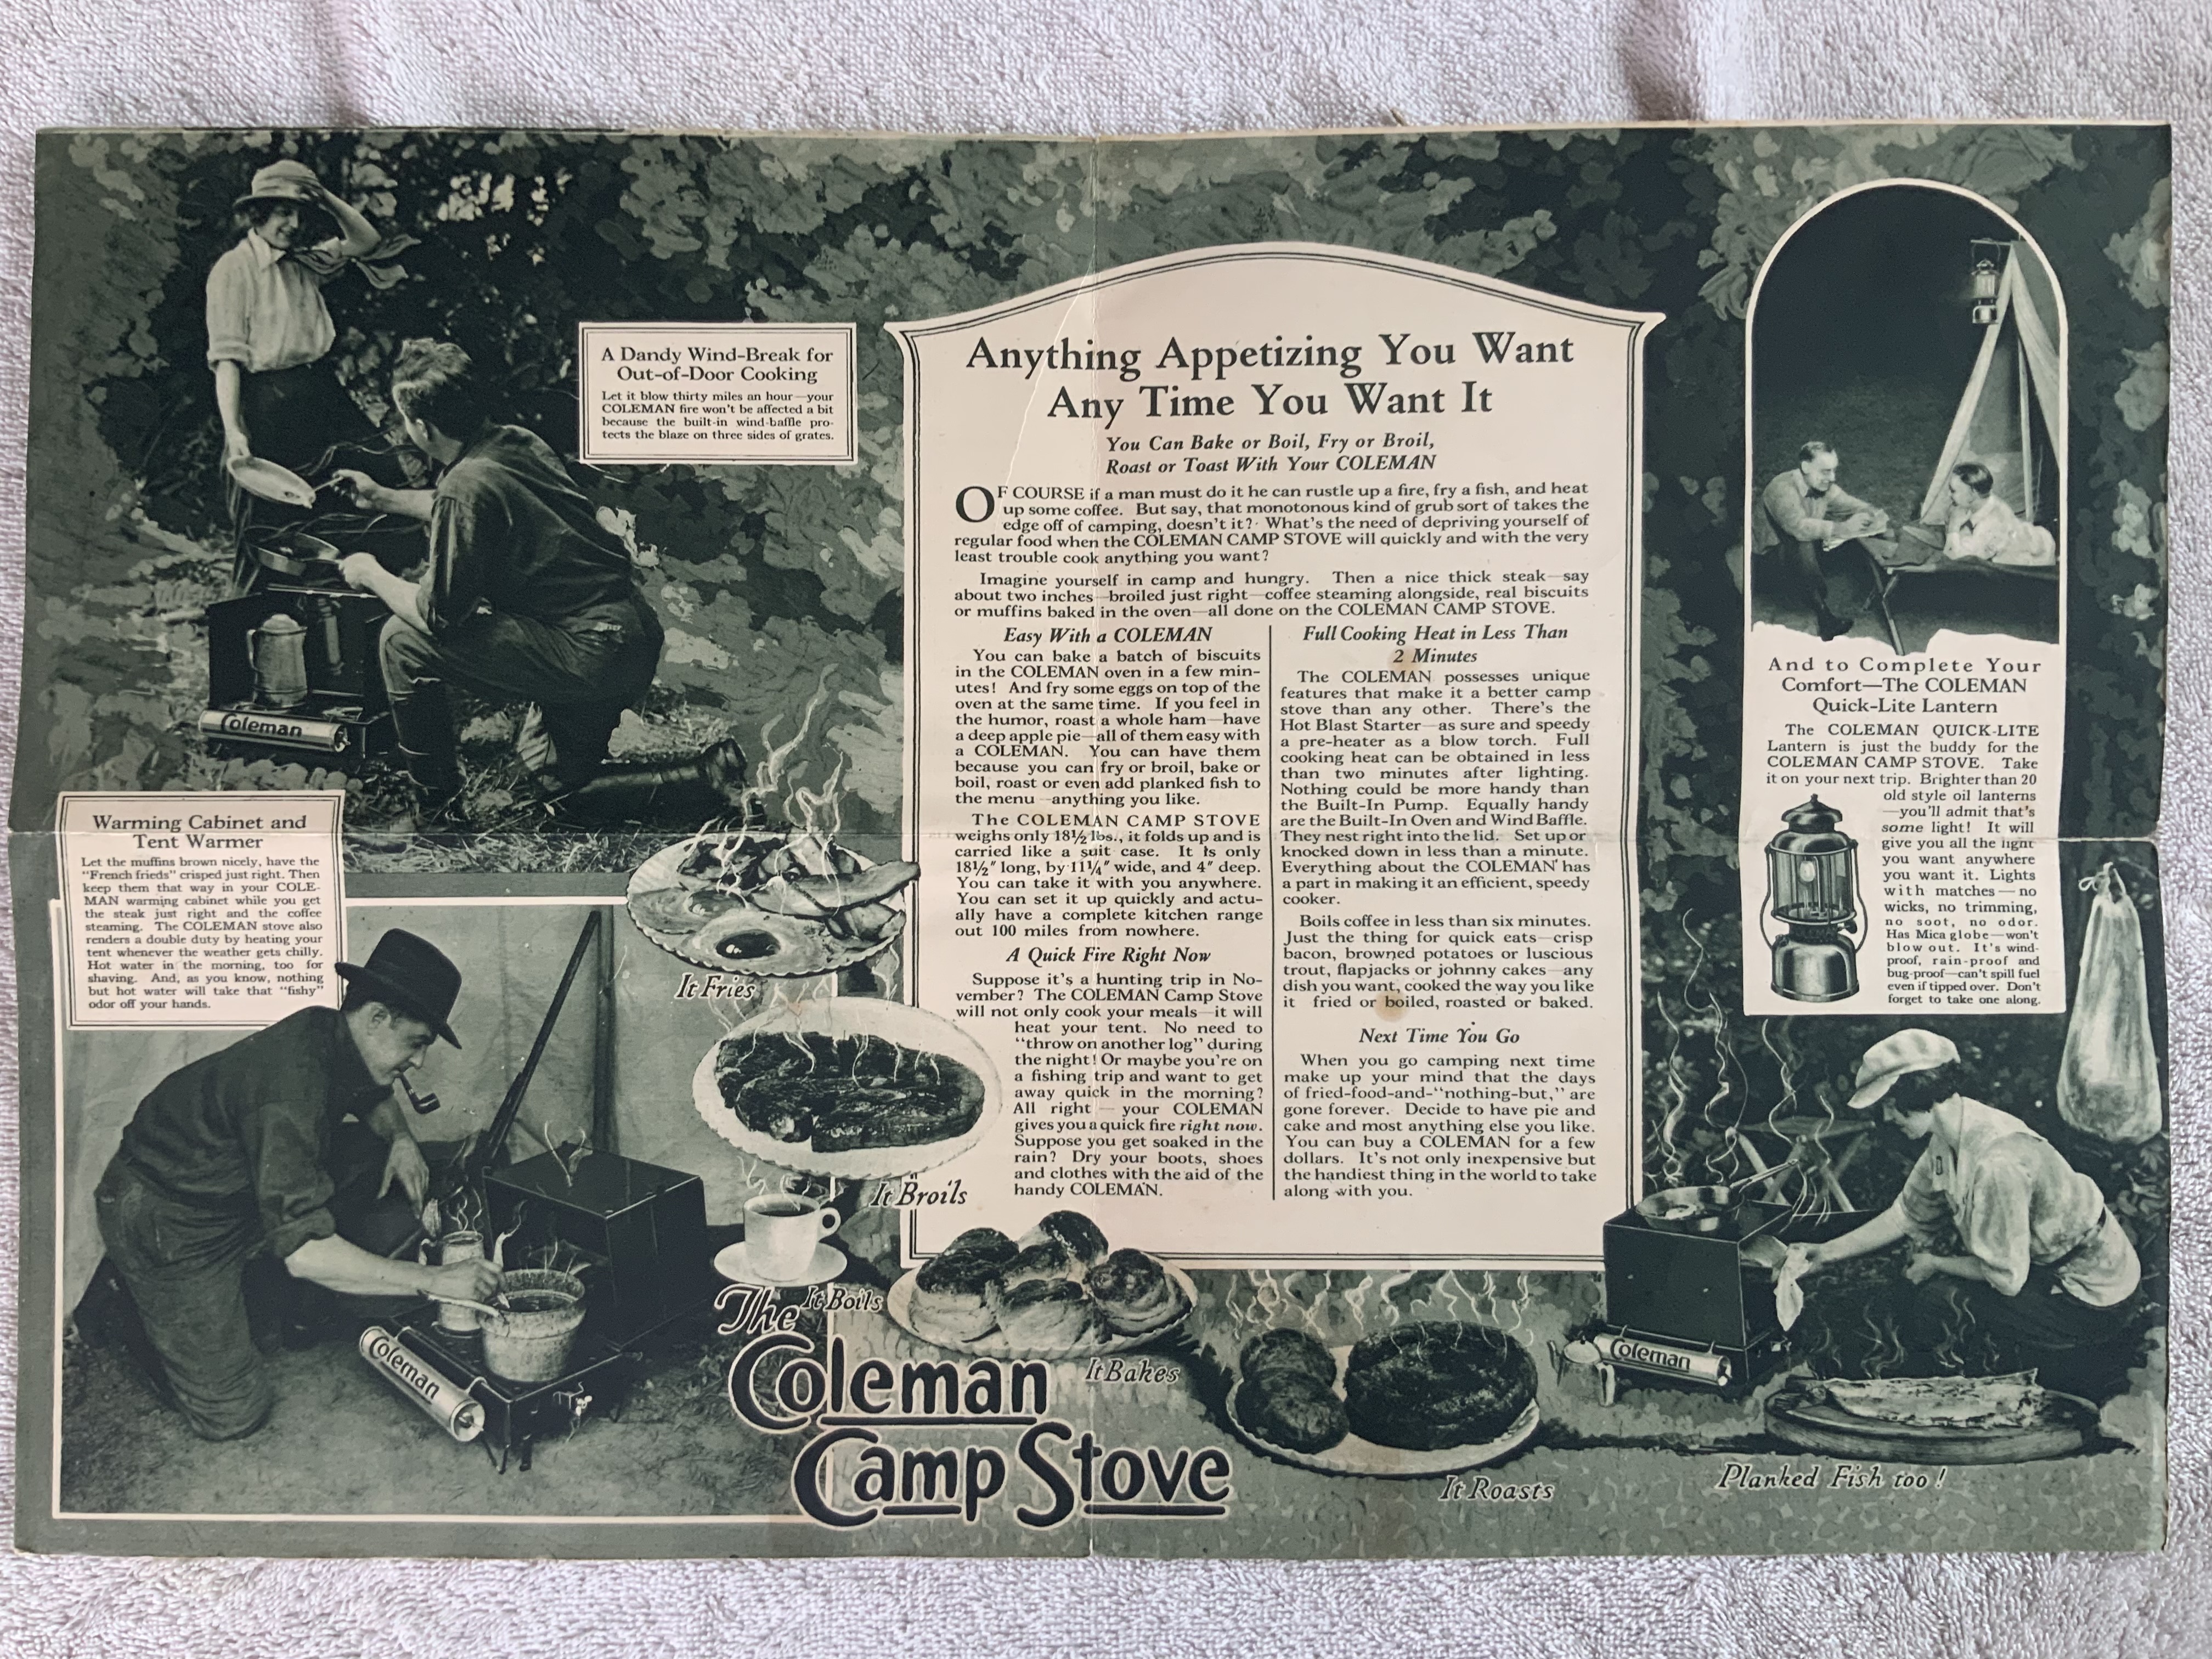 A Dandy Wind-Break for
Out-of-Door Cooking
Let it blow thirty miles an hour—your
COLEMAN fire won't be affected a bit
because the built-in wind-baffle pro-
tects the blaze on three sides of grates.
Coleman
Warming Cabinet and
Tent Warmer
Let the muffins brown nicely, have the
"French frieds" crisped just right. Then
keep them that way in your COLE-
MAN warming cabinet while you get
the steak just right and the coffee
steaming. The COLEMAN stove also
renders a double duty by heating your
tent whenever the weather gets chilly.
Hot water in the morning, too for
shaving. And, as you know, nothing
but hot water will take that "fishy"
odor off your hands.
Coleman
It Fries
It Broils
It Boils
It Bakes
It Roasts
Planked Fish too!
The
Coleman
Camp Stove
Anything Appetizing You Want
Any Time You Want It
You Can Bake or Boil, Fry or Broil,
Roast or Toast With Your COLEMAN
OF COURSE if a man must do it he can rustle up a fire, fry a fish, and heat
up some coffee. But say, that monotonous kind of grub sort of takes the
edge off of camping, doesn't it? What's the need of depriving yourself of
regular food when the COLEMAN CAMP STOVE will quickly and with the very
least trouble cook anything you want?
Imagine yourself in camp and hungry. Then a nice thick steak—say
about two inches—broiled just right—coffee steaming alongside, real biscuits
or muffins baked in the oven—all done on the COLEMAN CAMP STOVE.
Easy With a COLEMAN
You can bake a batch of biscuits
in the COLEMAN oven in a few min-
utes! And fry some eggs on top of the
oven at the same time. If you feel in
the humor, roast a whole ham—have
a deep apple pie—all of them easy with
a COLEMAN. You can have them
because you can fry or broil, bake or
boil, roast or even add planked fish to
the menu—anything you like.
The COLEMAN CAMP STOVE
weighs only 18½ lbs., it folds up and is
carried like a suit case. It is only
18½" long, by 11¼" wide, and 4" deep.
You can take it with you anywhere.
You can set it up quickly and actu-
ally have a complete kitchen range
out 100 miles from nowhere.
A Quick Fire Right Now
Suppose it's a hunting trip in No-
vember? The COLEMAN Camp Stove
will not only cook your meals—it will
heat your tent. No need to
"throw on another log" during
the night! Or maybe you're on
a fishing trip and want to get
away quick in the morning?
All right — your COLEMAN
gives you a quick fire right now.
Suppose you get soaked in the
rain? Dry your boots, shoes
and clothes with the aid of the
handy COLEMAN.
Full Cooking Heat in Less Than
2 Minutes
The COLEMAN possesses unique
features that make it a better camp
stove than any other. There's the
Hot Blast Starter—as sure and speedy
a pre-heater as a blow torch. Full
cooking heat can be obtained in less
than two minutes after lighting.
Nothing could be more handy than
the Built-In Pump. Equally handy
are the Built-In Oven and Wind Baffle.
They nest right into the lid. Set up or
knocked down in less than a minute.
Everything about the COLEMAN has
a part in making it an efficient, speedy
cooker.
Boils coffee in less than six minutes.
Just the thing for quick eats—crisp
bacon, browned potatoes or luscious
trout, flapjacks or johnny cakes—any
dish you want, cooked the way you like
it fried or boiled, roasted or baked.
Next Time You Go
When you go camping next time
make up your mind that the days
of fried-food-and-"nothing-but," are
gone forever. Decide to have pie and
cake and most anything else you like.
You can buy a COLEMAN for a few
dollars. It's not only inexpensive but
the handiest thing in the world to take
along with you.
And to Complete Your
Comfort—The COLEMAN
Quick-Lite Lantern
The COLEMAN QUICK-LITE
Lantern is just the buddy for the
COLEMAN CAMP STOVE. Take
it on your next trip. Brighter than 20
old style oil lanterns
—you'll admit that's
some light! It will
give you all the light
you want anywhere
you want it. Lights
with matches—no
wicks, no trimming,
no soot, no odor.
Has Mica globe—won't
blow out. It's wind-
proof, rain-proof and
bug-proof—can't spill fuel
even if tipped over. Don't
forget to take one along.
Coleman